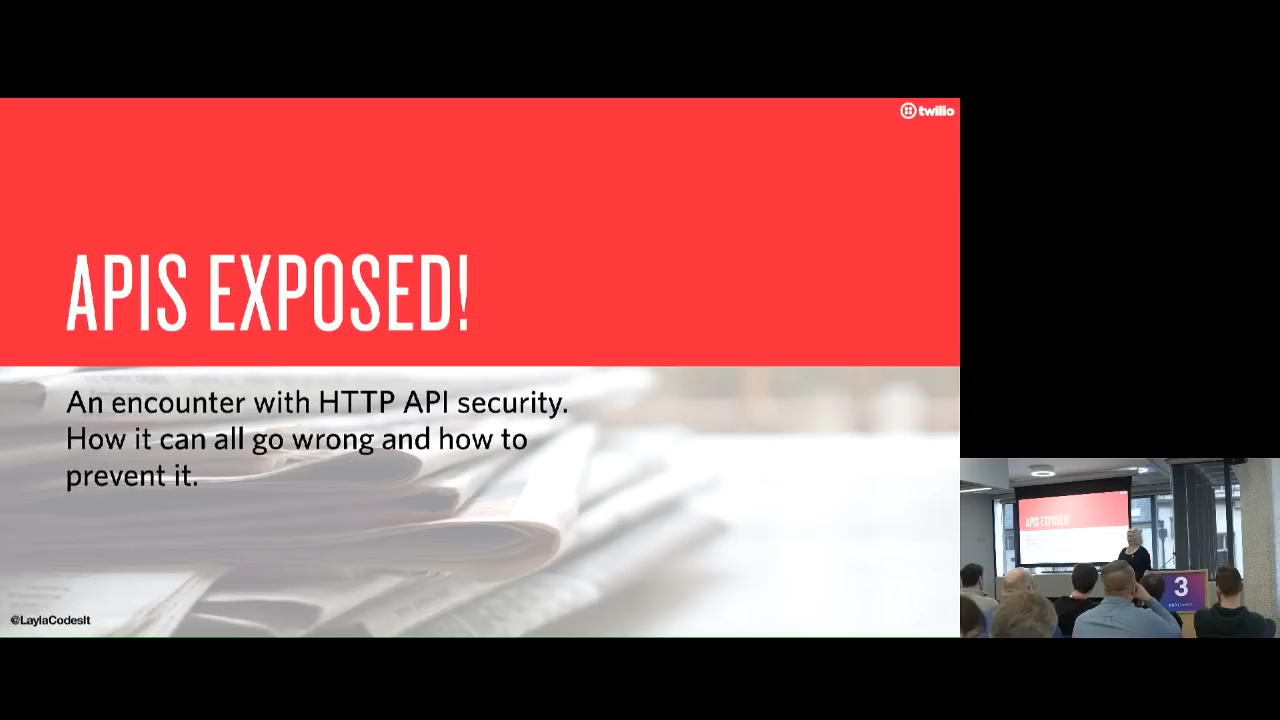 twilio
APIS EXPOSED!
An encounter with HTTP API security.
How it can all go wrong and how to
prevent it.
@LaylaCodesIt
APIS EXPOSED!
3